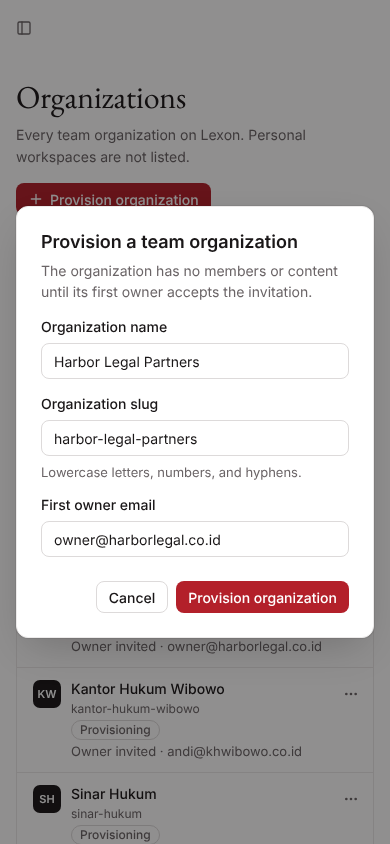 Organizations
Every team organization on Lexon. Personal
workspaces are not listed.
Provision organization
Provision a team organization
The organization has no members or content
until its first owner accepts the invitation.
Organization name
Harbor Legal Partners
Organization slug
harbor-legal-partners
Lowercase letters, numbers, and hyphens.
First owner email
owner@harborlegal.co.id
Cancel
Provision organization
Owner invited · owner@harborlegal.co.id
KW
Kantor Hukum Wibowo
kantor-hukum-wibowo
Provisioning
Owner invited · andi@khwibowo.co.id
SH
Sinar Hukum
sinar-hukum
Provisioning